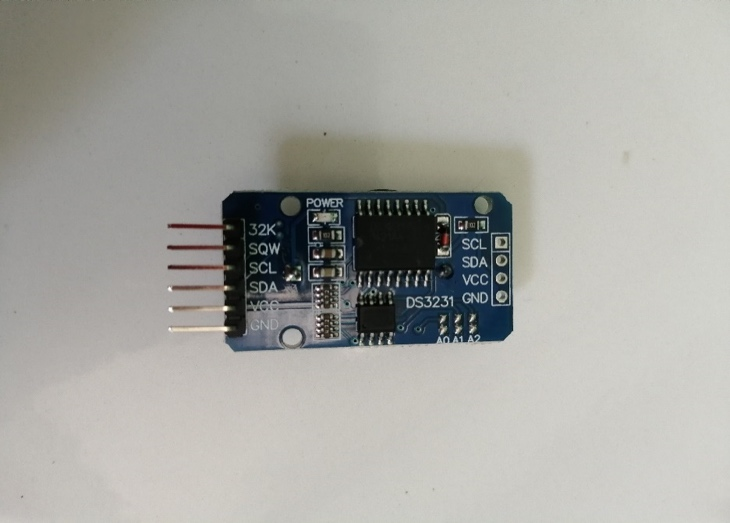 POWER
32K
SQW
SCL
SDA
VCC
GND
DS3231
SCL
SDA
VCC
GND
A0 A1 A2